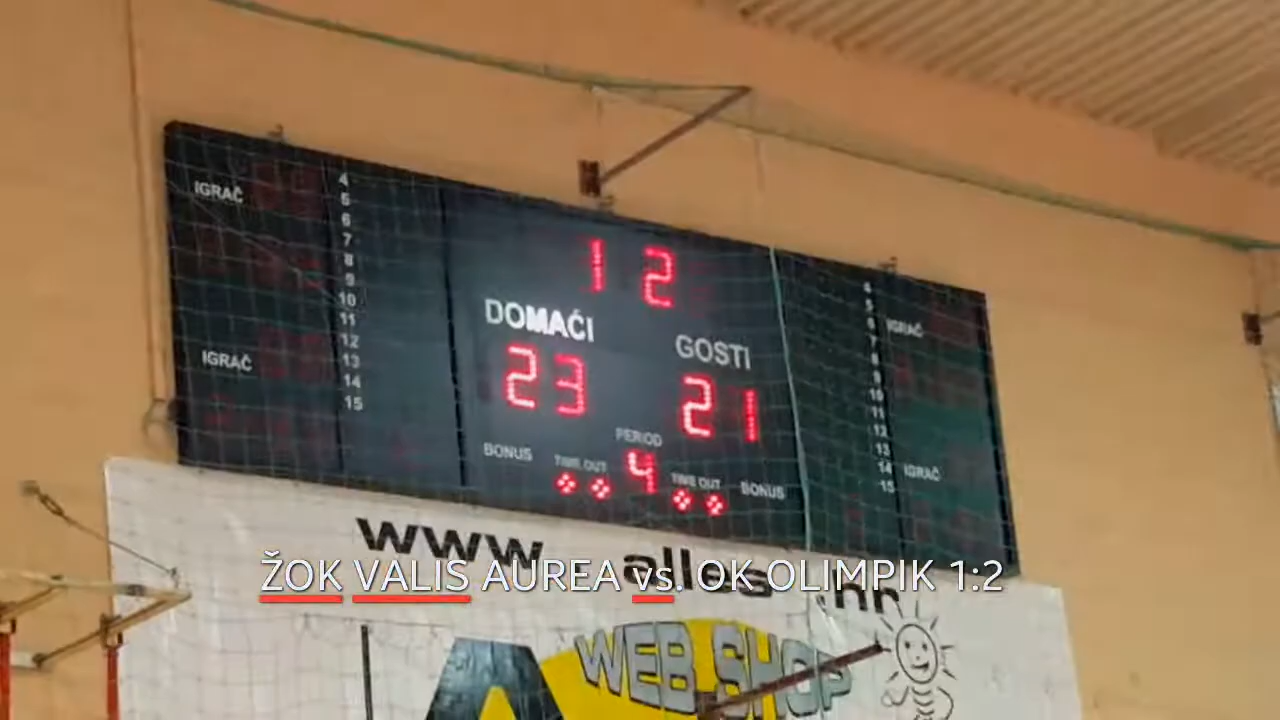 IGRAČ
4
5
6
7
8
9
10
11
12
13
14
15
IGRAČ
1 2
DOMAĆI
GOSTI
23
21
PERIOD
4
BONUS
TIME OUT
TIME OUT
BONUS
4
5
6
7
8
9
10
11
12
13
14
15
IGRAČ
IGRAČ
www
ŽOK VALIS AUREA vs. OK OLIMPIK 1:2
WEB SHOP
A